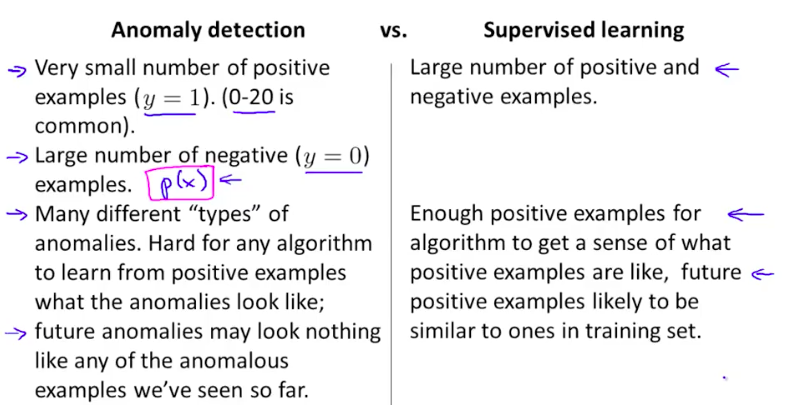 Anomaly detection vs. Supervised learning
→ Very small number of positive
examples (y = 1). (0-20 is
common).
→ Large number of negative (y = 0)
examples. p(x) ←
→ Many different “types” of
anomalies. Hard for any algorithm
to learn from positive examples
what the anomalies look like;
→ future anomalies may look nothing
like any of the anomalous
examples we’ve seen so far.
Large number of positive and ←
negative examples.
Enough positive examples for ←
algorithm to get a sense of what
positive examples are like, future ←
positive examples likely to be
similar to ones in training set.